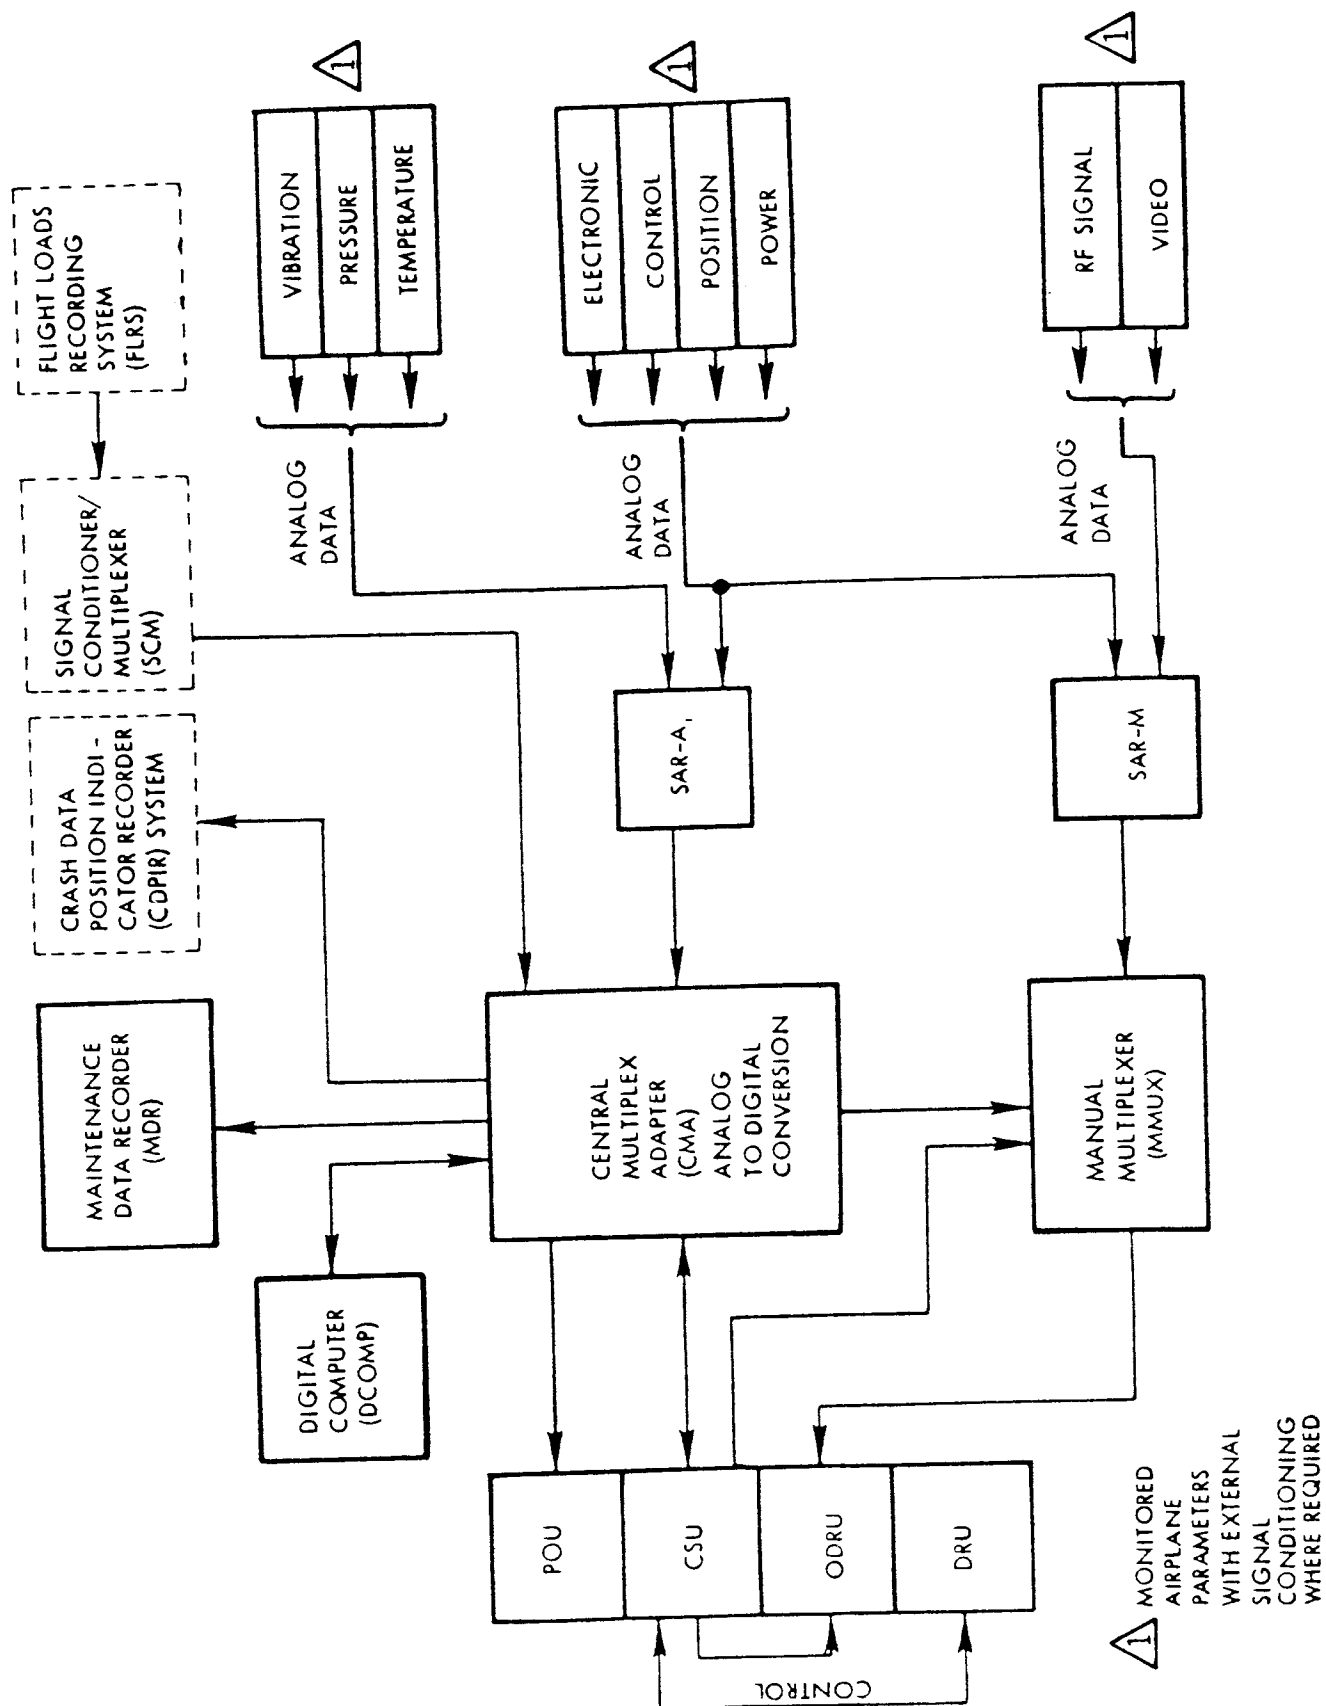 FLIGHT LOADS
RECORDING
SYSTEM
(FLRS)
SIGNAL
CONDITIONER/
MULTIPLEXER
(SCM)
CRASH DATA
POSITION INDI-
CATOR RECORDER
(CDPIR) SYSTEM
MAINTENANCE
DATA RECORDER
(MDR)
DIGITAL
COMPUTER
(DCOMP)
VIBRATION
PRESSURE
TEMPERATURE
1
ANALOG
DATA
ELECTRONIC
CONTROL
POSITION
POWER
1
ANALOG
DATA
RF SIGNAL
VIDEO
1
ANALOG
DATA
SAR-A,
SAR-M
CENTRAL
MULTIPLEX
ADAPTER
(CMA)
ANALOG
TO DIGITAL
CONVERSION
MANUAL
MULTIPLEXER
(MMUX)
POU
CSU
ODRU
DRU
CONTROL
1
MONITORED
AIRPLANE
PARAMETERS
WITH EXTERNAL
SIGNAL
CONDITIONING
WHERE REQUIRED